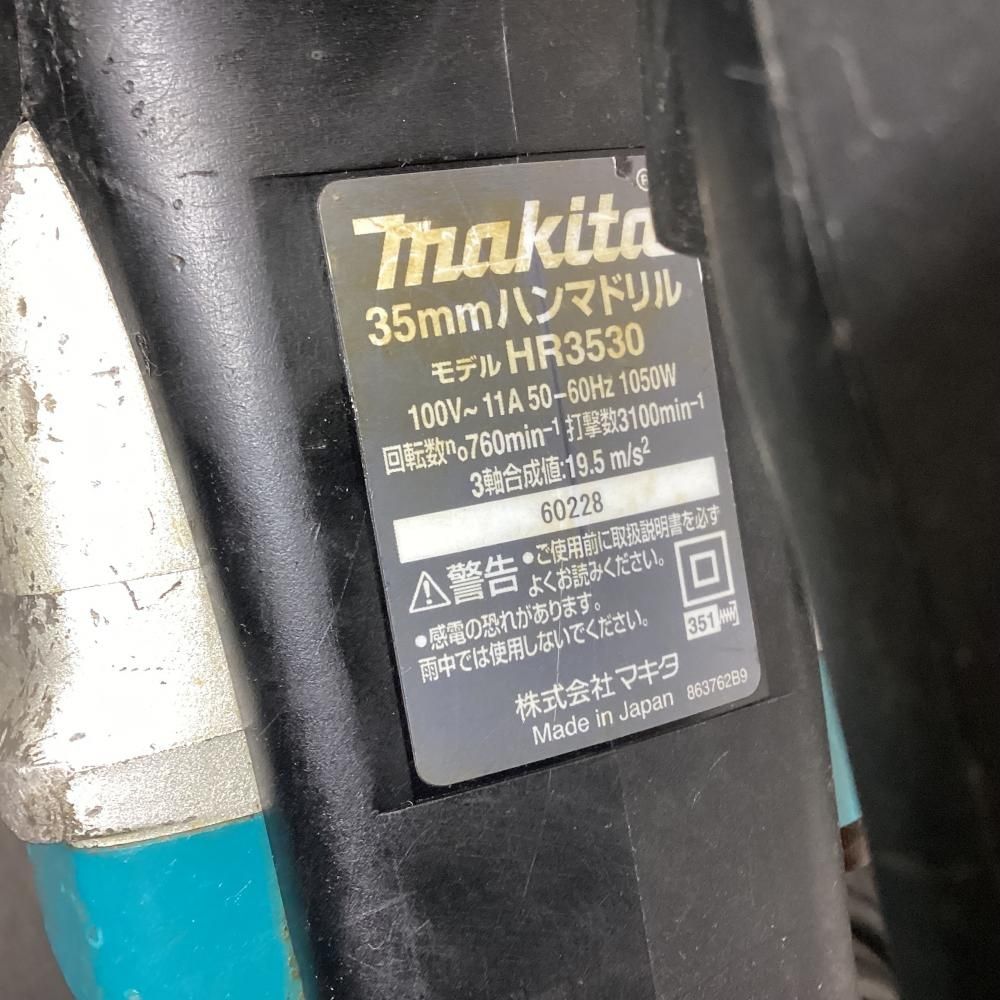 makita®
35mmハンマドリル
モデル HR3530
100V～ 11A 50–60Hz 1050W
回転数n₀760min⁻¹ 打撃数3100min⁻¹
3軸合成値:19.5 m/s²
60228
⚠警告 •ご使用前に取扱説明書を必ず
よくお読みください。
•感電の恐れがあります。
雨中では使用しないでください。
351
株式会社 マキタ
Made in Japan 863762B9